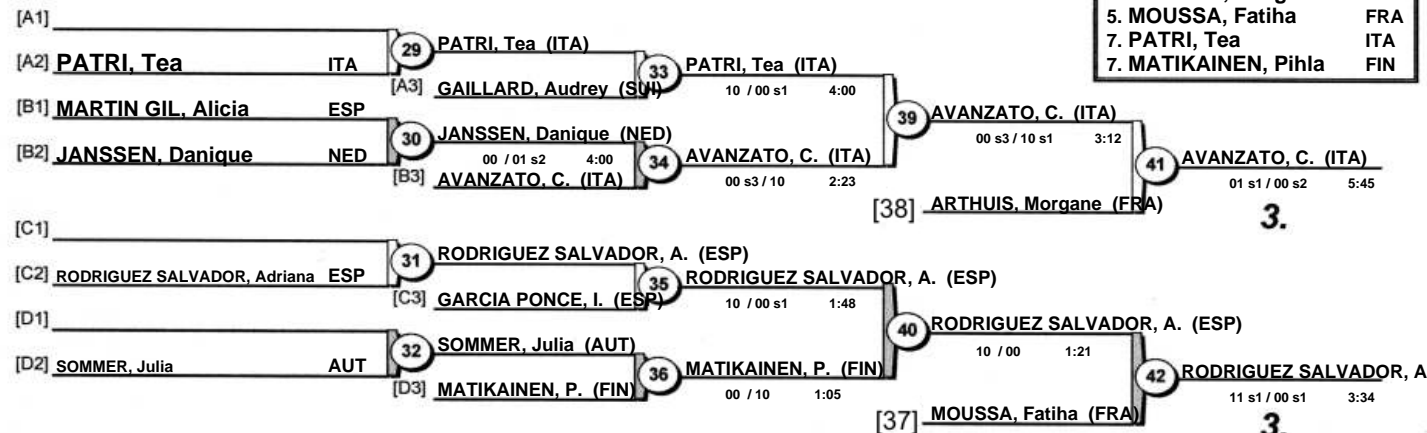 5. MOUSSA, Fatiha FRA
7. PATRI, Tea ITA
7. MATIKAINEN, Pihla FIN
[A1]
[A2] PATRI, Tea ITA
29 PATRI, Tea (ITA)
[A3] GAILLARD, Audrey (SUI)
33 PATRI, Tea (ITA)
10 / 00 s1 4:00
[B1] MARTIN GIL, Alicia ESP
[B2] JANSSEN, Danique NED
30 JANSSEN, Danique (NED)
00 / 01 s2 4:00
[B3] AVANZATO, C. (ITA)
34 AVANZATO, C. (ITA)
00 s3 / 10 2:23
39 AVANZATO, C. (ITA)
00 s3 / 10 s1 3:12
[38] ARTHUIS, Morgane (FRA)
41 AVANZATO, C. (ITA)
01 s1 / 00 s2 5:45
3.
[C1]
[C2] RODRIGUEZ SALVADOR, Adriana ESP
31 RODRIGUEZ SALVADOR, A. (ESP)
[C3] GARCIA PONCE, I. (ESP)
35 RODRIGUEZ SALVADOR, A. (ESP)
10 / 00 s1 1:48
[D1]
[D2] SOMMER, Julia AUT
32 SOMMER, Julia (AUT)
[D3] MATIKAINEN, P. (FIN)
36 MATIKAINEN, P. (FIN)
00 / 10 1:05
40 RODRIGUEZ SALVADOR, A. (ESP)
10 / 00 1:21
[37] MOUSSA, Fatiha (FRA)
42 RODRIGUEZ SALVADOR, A
11 s1 / 00 s1 3:34
3.